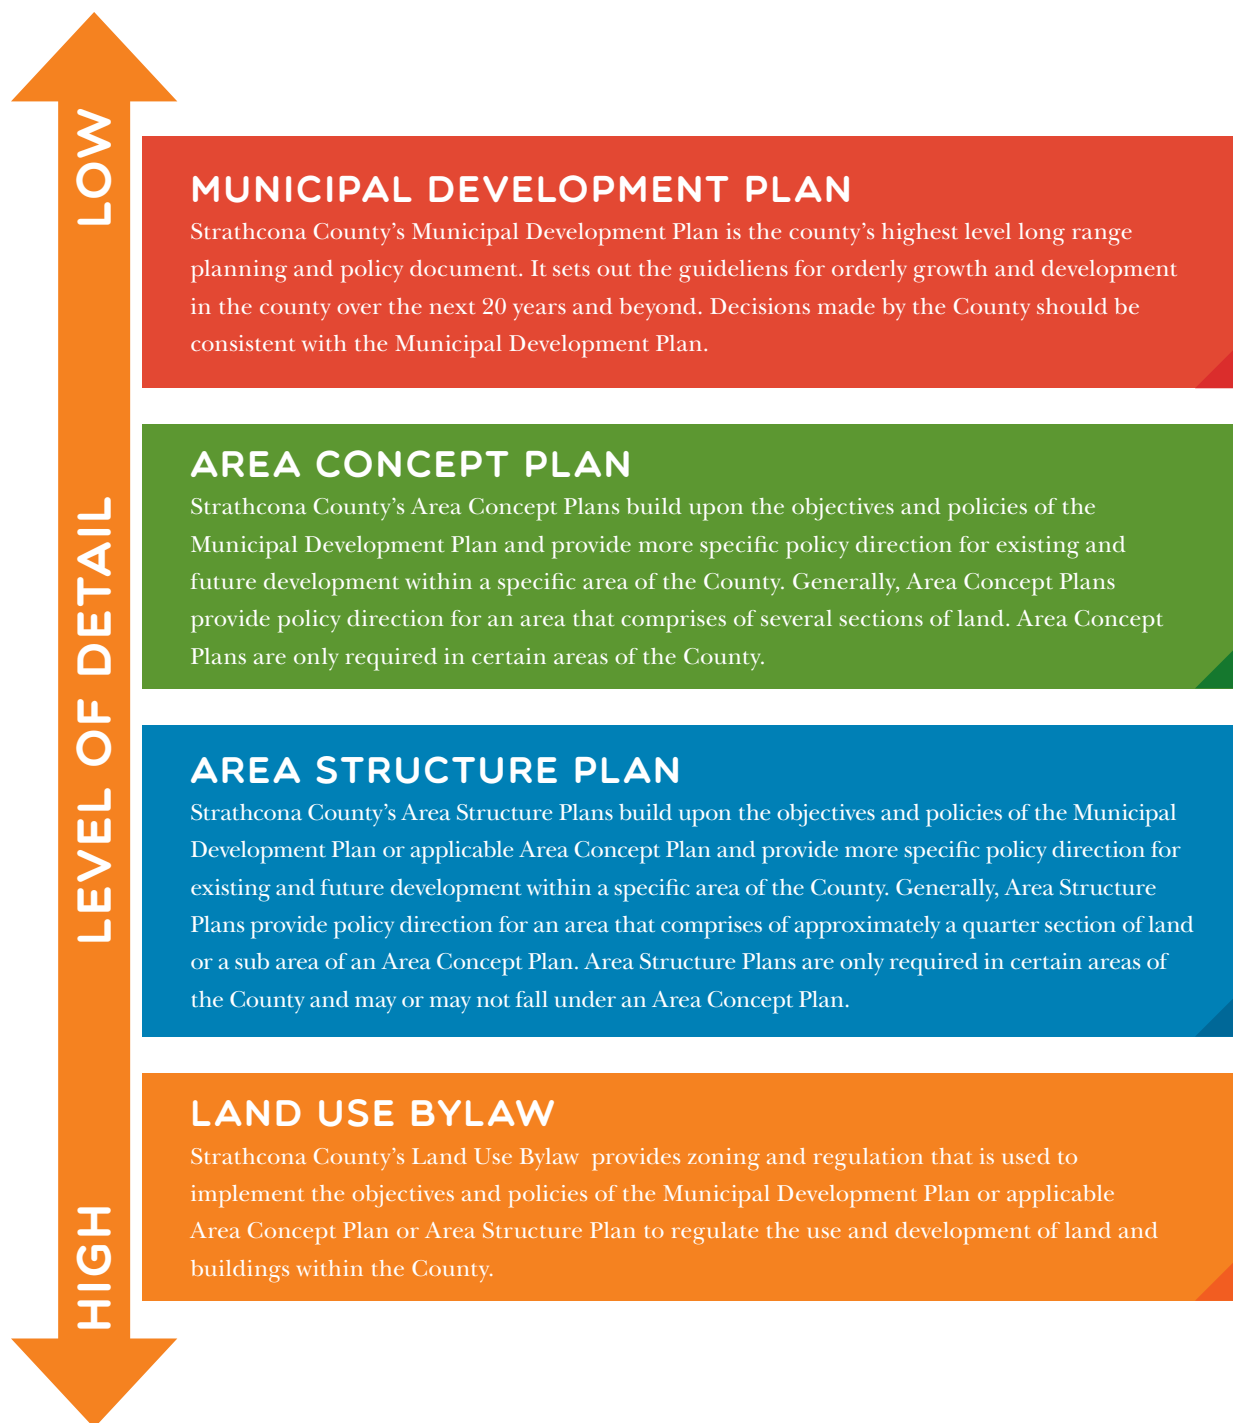 LOW
LEVEL OF DETAIL
HIGH
MUNICIPAL DEVELOPMENT PLAN
Strathcona County’s Municipal Development Plan is the county’s highest level long range
planning and policy document. It sets out the guideliens for orderly growth and development
in the county over the next 20 years and beyond. Decisions made by the County should be
consistent with the Municipal Development Plan.
AREA CONCEPT PLAN
Strathcona County’s Area Concept Plans build upon the objectives and policies of the
Municipal Development Plan and provide more specific policy direction for existing and
future development within a specific area of the County. Generally, Area Concept Plans
provide policy direction for an area that comprises of several sections of land. Area Concept
Plans are only required in certain areas of the County.
AREA STRUCTURE PLAN
Strathcona County’s Area Structure Plans build upon the objectives and policies of the Municipal
Development Plan or applicable Area Concept Plan and provide more specific policy direction for
existing and future development within a specific area of the County. Generally, Area Structure
Plans provide policy direction for an area that comprises of approximately a quarter section of land
or a sub area of an Area Concept Plan. Area Structure Plans are only required in certain areas of
the County and may or may not fall under an Area Concept Plan.
LAND USE BYLAW
Strathcona County’s Land Use Bylaw  provides zoning and regulation that is used to
implement the objectives and policies of the Municipal Development Plan or applicable
Area Concept Plan or Area Structure Plan to regulate the use and development of land and
buildings within the County.